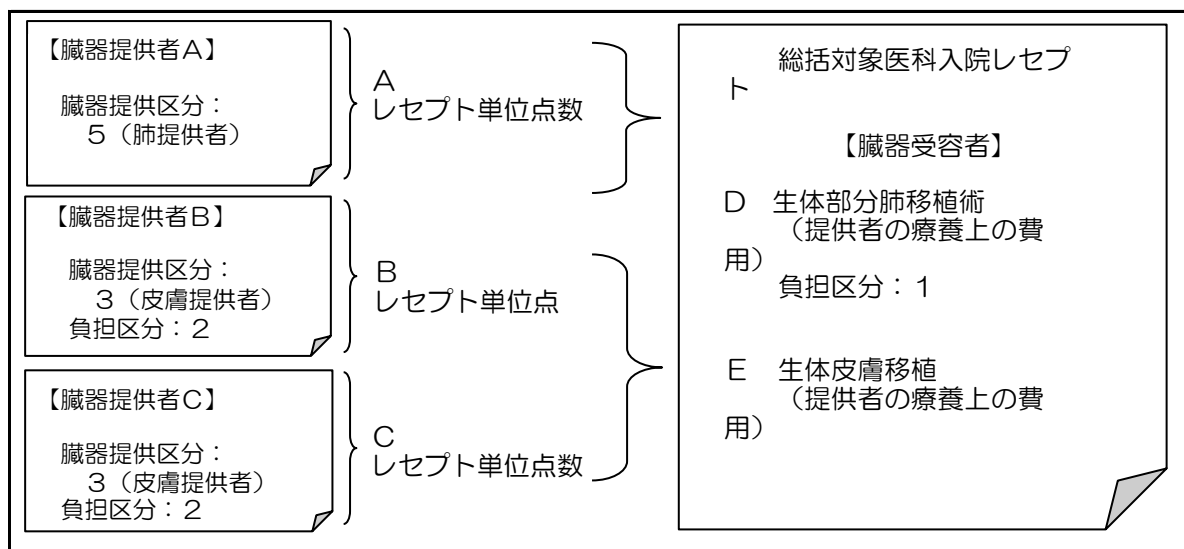 【臓器提供者A】
臓器提供区分：
５（肺提供者）
A
レセプト単位点数
【臓器提供者B】
臓器提供区分：
３（皮膚提供者）
負担区分：２
B
レセプト単位点
【臓器提供者C】
臓器提供区分：
３（皮膚提供者）
負担区分：２
C
レセプト単位点数
総括対象医科入院レセプ
ト
【臓器受容者】
D　生体部分肺移植術
（提供者の療養上の費
用）
負担区分：１
E　生体皮膚移植
（提供者の療養上の費
用）